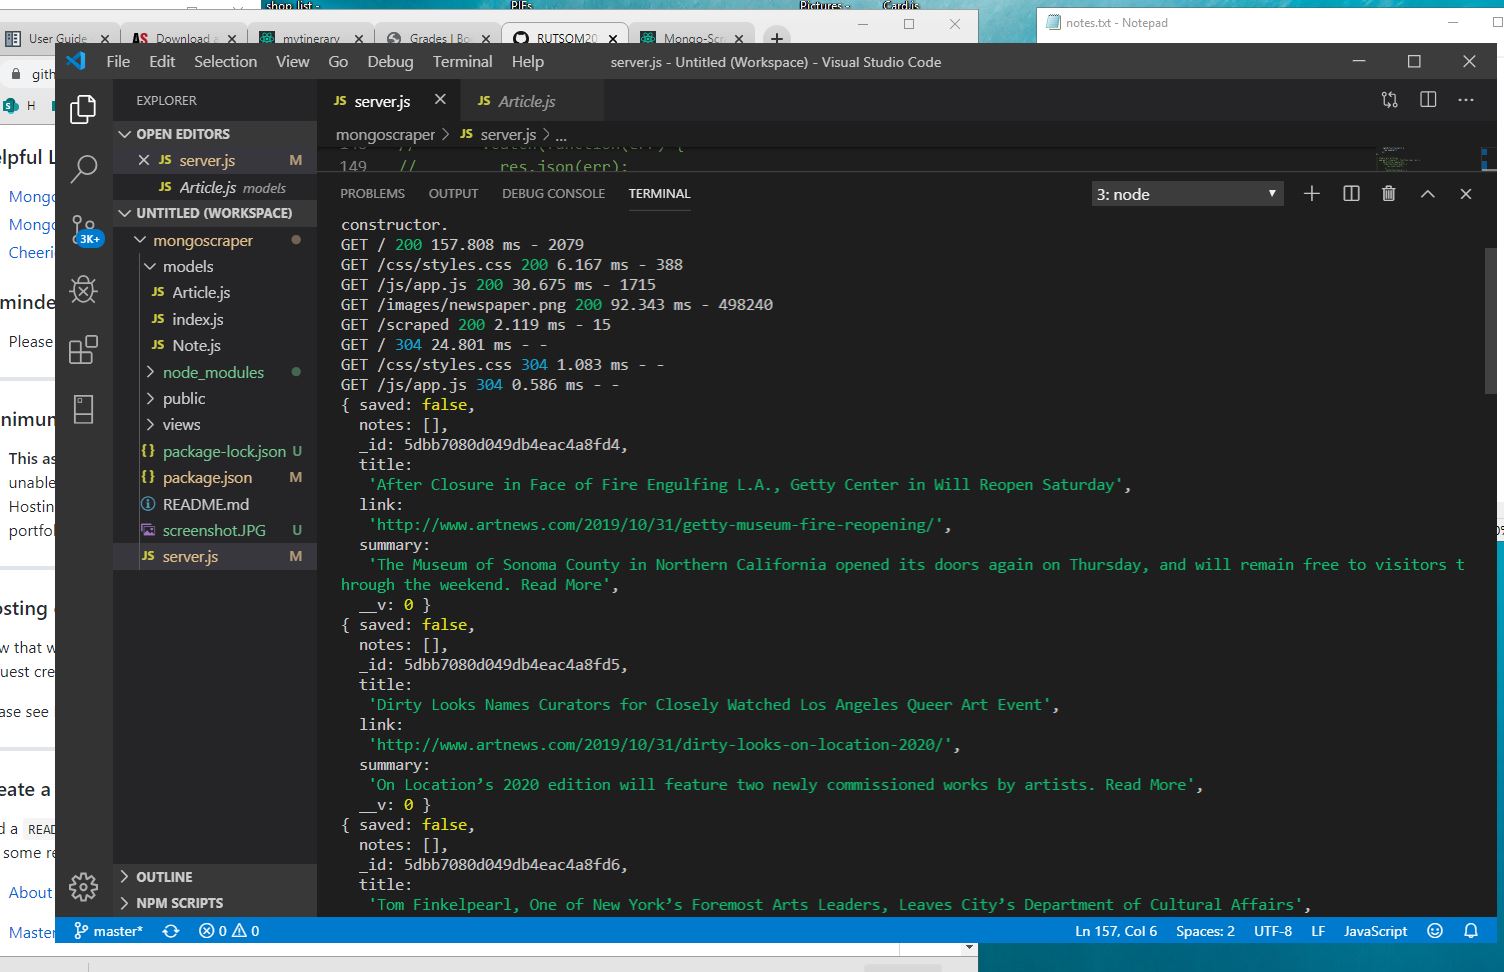 shop_list -
PIFs
Pictures -
Card.js
notes.txt - Notepad
User Guide
Download a
mytinerary
Grades | Bo
RUTSOM20
Mongo-Scr
gith
H
elpful L
Mongo
Mongo
Cheeri
minde
Please
nimum
This as
unable
Hostin
portfol
osting
w that w
uest cre
ase see
eate a
d a READ
some re
About
Master
File Edit Selection View Go Debug Terminal Help
server.js - Untitled (Workspace) - Visual Studio Code
EXPLORER
OPEN EDITORS
JS server.js M
JS Article.js models
UNTITLED (WORKSPACE)
mongoscraper
models
JS Article.js
JS index.js
JS Note.js
node_modules
public
views
{} package-lock.json U
{} package.json M
README.md
screenshot.JPG U
JS server.js M
OUTLINE
NPM SCRIPTS
3K+
JS server.js
JS Article.js
mongoscraper > JS server.js > ...
149 // res.json(err);
PROBLEMS OUTPUT DEBUG CONSOLE TERMINAL
3: node
constructor.
GET / 200 157.808 ms - 2079
GET /css/styles.css 200 6.167 ms - 388
GET /js/app.js 200 30.675 ms - 1715
GET /images/newspaper.png 200 92.343 ms - 498240
GET /scraped 200 2.119 ms - 15
GET / 304 24.801 ms - -
GET /css/styles.css 304 1.083 ms - -
GET /js/app.js 304 0.586 ms - -
{ saved: false,
notes: [],
_id: 5dbb7080d049db4eac4a8fd4,
title:
'After Closure in Face of Fire Engulfing L.A., Getty Center in Will Reopen Saturday',
link:
'http://www.artnews.com/2019/10/31/getty-museum-fire-reopening/',
summary:
'The Museum of Sonoma County in Northern California opened its doors again on Thursday, and will remain free to visitors t
hrough the weekend. Read More',
__v: 0 }
{ saved: false,
notes: [],
_id: 5dbb7080d049db4eac4a8fd5,
title:
'Dirty Looks Names Curators for Closely Watched Los Angeles Queer Art Event',
link:
'http://www.artnews.com/2019/10/31/dirty-looks-on-location-2020/',
summary:
'On Location’s 2020 edition will feature two newly commissioned works by artists. Read More',
__v: 0 }
{ saved: false,
notes: [],
_id: 5dbb7080d049db4eac4a8fd6,
title:
'Tom Finkelpearl, One of New York’s Foremost Arts Leaders, Leaves City’s Department of Cultural Affairs',
master* 0 0
Ln 157, Col 6 Spaces: 2 UTF-8 LF JavaScript